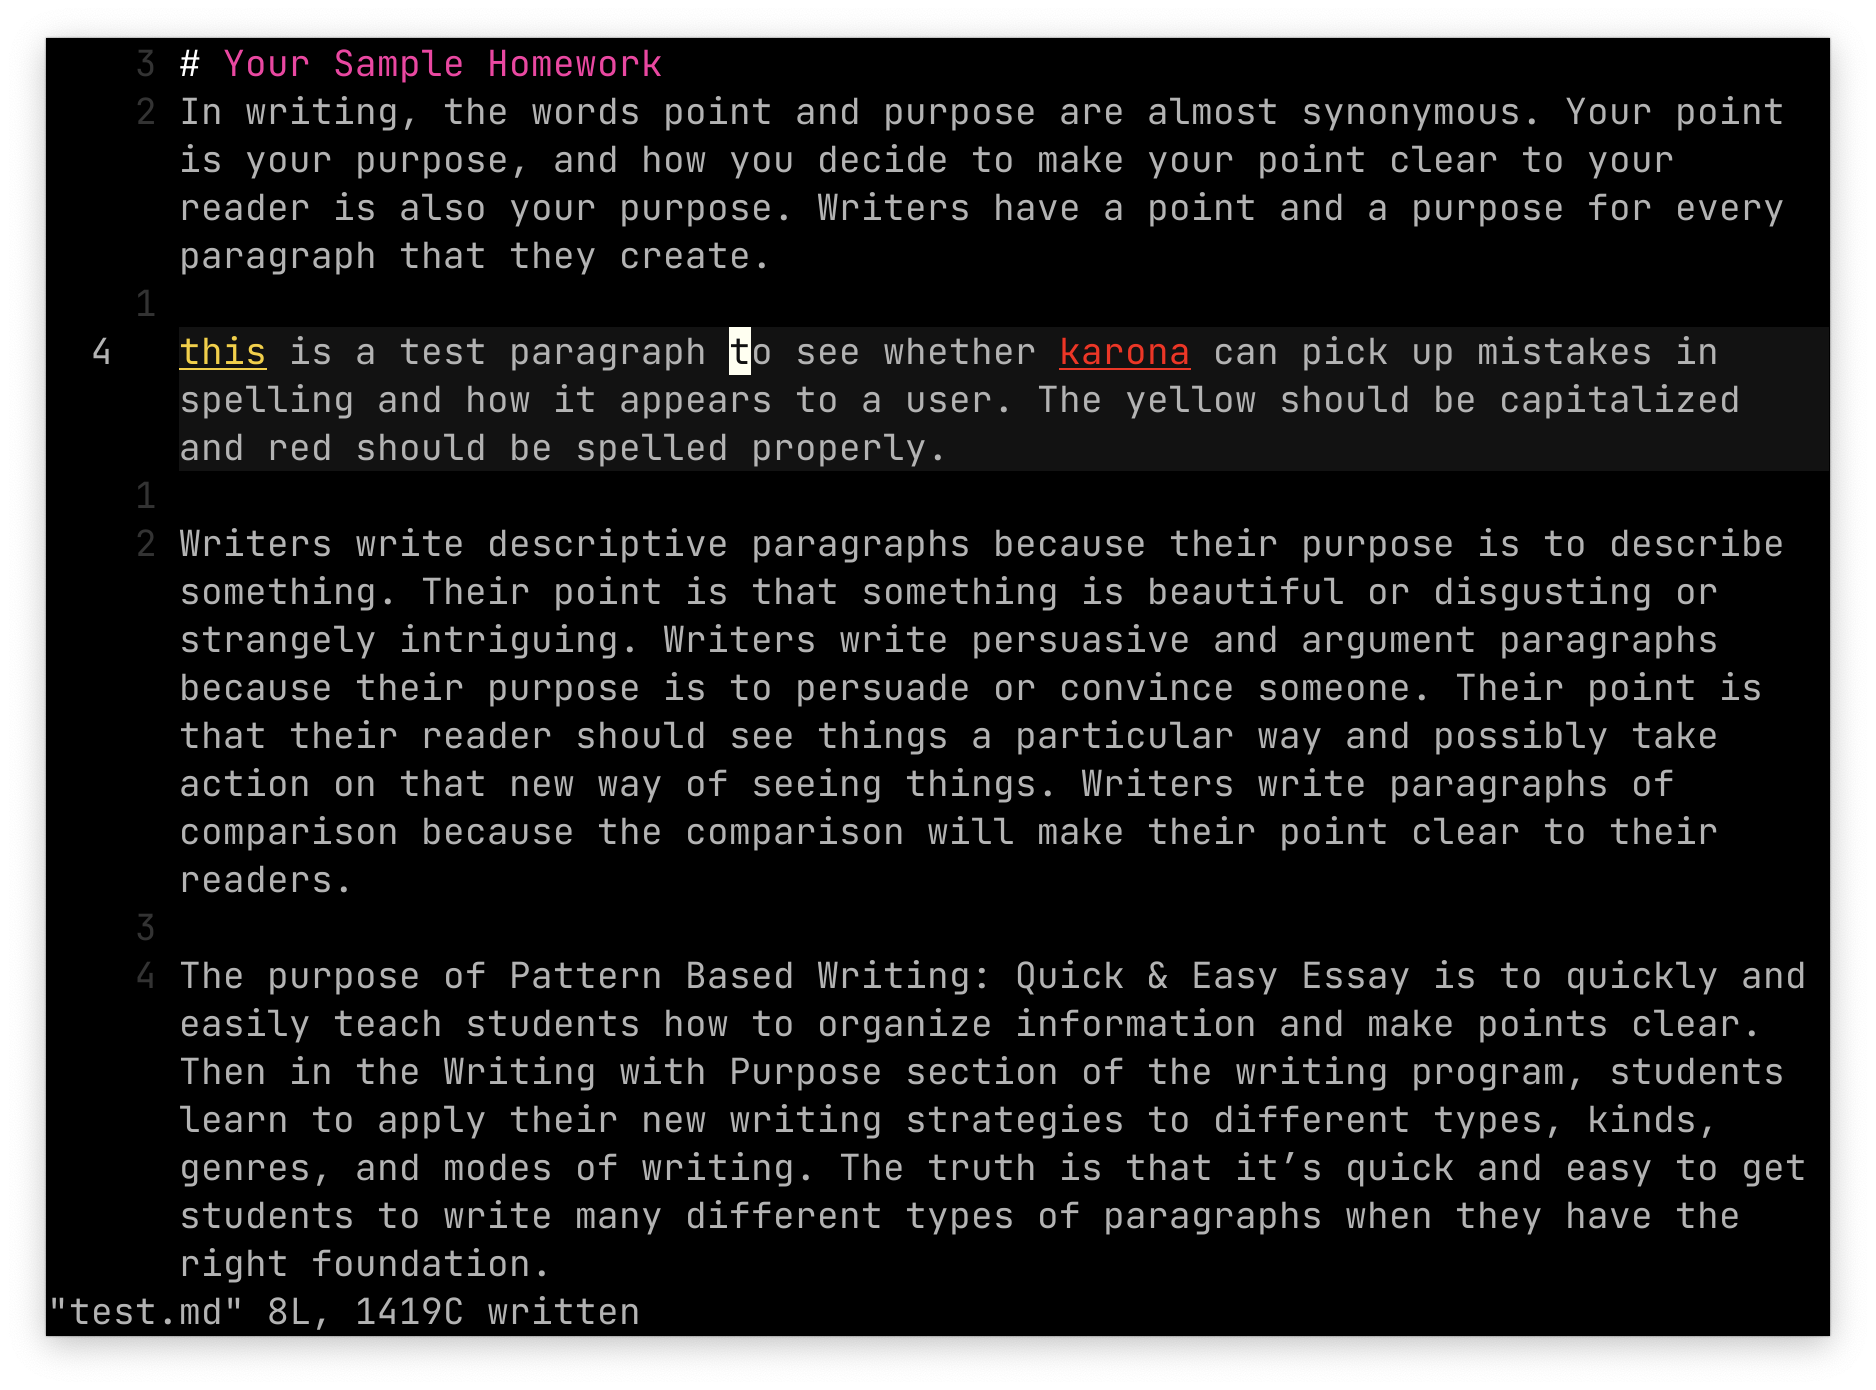 3 # Your Sample Homework
2 In writing, the words point and purpose are almost synonymous. Your point
is your purpose, and how you decide to make your point clear to your
reader is also your purpose. Writers have a point and a purpose for every
paragraph that they create.
1
4 this is a test paragraph to see whether karona can pick up mistakes in
spelling and how it appears to a user. The yellow should be capitalized
and red should be spelled properly.
1
2 Writers write descriptive paragraphs because their purpose is to describe
something. Their point is that something is beautiful or disgusting or
strangely intriguing. Writers write persuasive and argument paragraphs
because their purpose is to persuade or convince someone. Their point is
that their reader should see things a particular way and possibly take
action on that new way of seeing things. Writers write paragraphs of
comparison because the comparison will make their point clear to their
readers.
3
4 The purpose of Pattern Based Writing: Quick & Easy Essay is to quickly and
easily teach students how to organize information and make points clear.
Then in the Writing with Purpose section of the writing program, students
learn to apply their new writing strategies to different types, kinds,
genres, and modes of writing. The truth is that it’s quick and easy to get
students to write many different types of paragraphs when they have the
right foundation.
"test.md" 8L, 1419C written